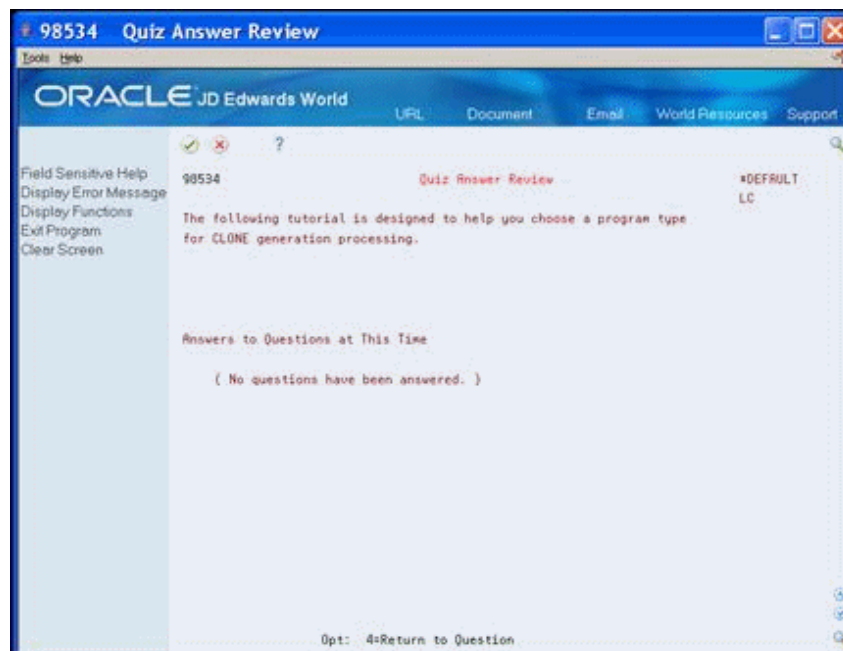 98534 Quiz Answer Review
Tools Help
ORACLE JD Edwards World
URL Document Email World Resources Support
?
Field Sensitive Help
Display Error Message
Display Functions
Exit Program
Clear Screen
98534 Quiz Answer Review *DEFAULT
LC
The following tutorial is designed to help you choose a program type
for CLONE generation processing.
Answers to Questions at This Time
( No questions have been answered. )
Opt: 4=Return to Question